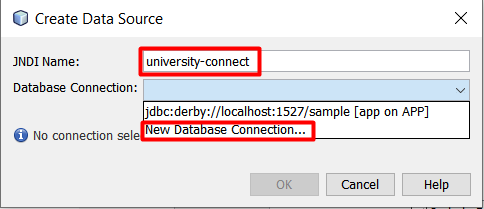 Create Data Source
JNDI Name: university-connect
Database Connection:
jdbc:derby://localhost:1527/sample [app on APP]
New Database Connection...
No connection sele
OK Cancel Help